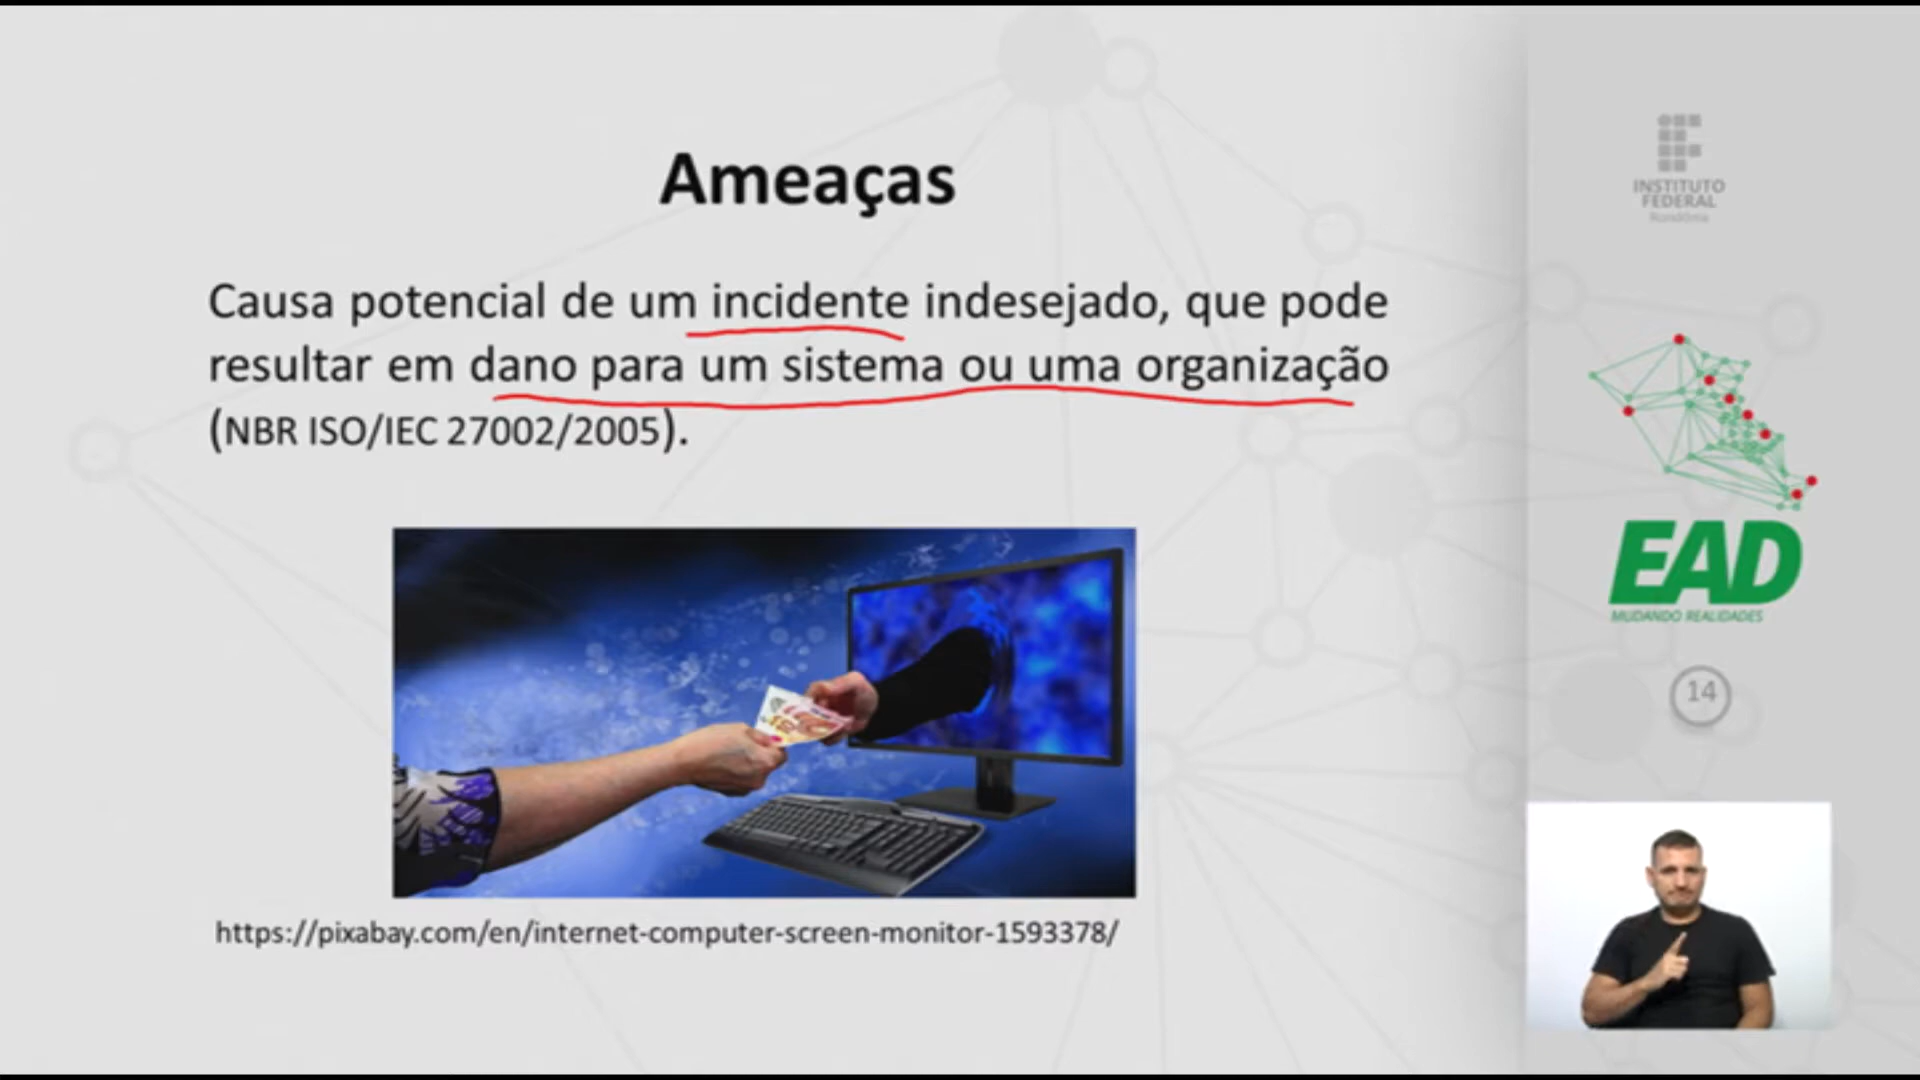 Ameaças
Causa potencial de um incidente indesejado, que pode
resultar em dano para um sistema ou uma organização
(NBR ISO/IEC 27002/2005).
https://pixabay.com/en/internet-computer-screen-monitor-1593378/
INSTITUTO
FEDERAL
Rondônia
EAD
MUDANDO REALIDADES
14